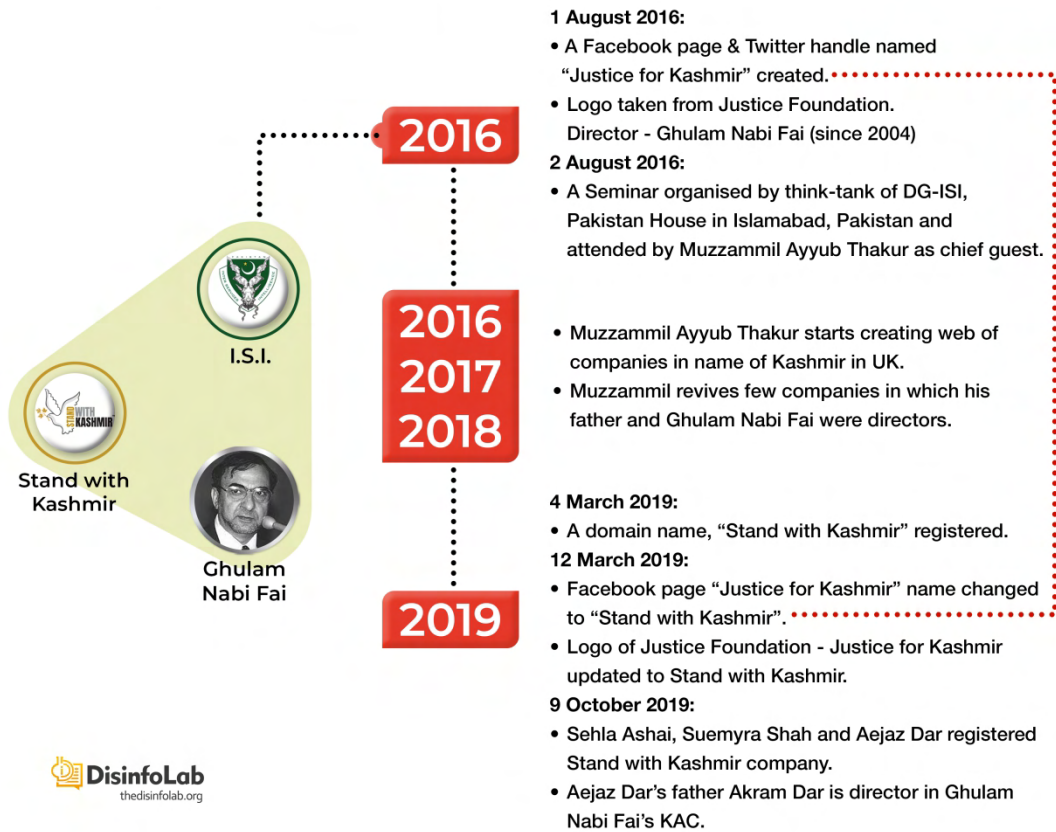 1 August 2016:
• A Facebook page & Twitter handle named
“Justice for Kashmir” created.
• Logo taken from Justice Foundation.
Director - Ghulam Nabi Fai (since 2004)
2 August 2016:
• A Seminar organised by think-tank of DG-ISI,
Pakistan House in Islamabad, Pakistan and
attended by Muzzammil Ayyub Thakur as chief guest.
2016
I.S.I.
STAND WITH
KASHMIR
Stand with
Kashmir
Ghulam
Nabi Fai
2016
2017
2018
• Muzzammil Ayyub Thakur starts creating web of
companies in name of Kashmir in UK.
• Muzzammil revives few companies in which his
father and Ghulam Nabi Fai were directors.
2019
4 March 2019:
• A domain name, “Stand with Kashmir” registered.
12 March 2019:
• Facebook page “Justice for Kashmir” name changed
to “Stand with Kashmir”.
• Logo of Justice Foundation - Justice for Kashmir
updated to Stand with Kashmir.
9 October 2019:
• Sehla Ashai, Suemyra Shah and Aejaz Dar registered
Stand with Kashmir company.
• Aejaz Dar’s father Akram Dar is director in Ghulam
Nabi Fai’s KAC.
DisinfoLab
thedisinfolab.org